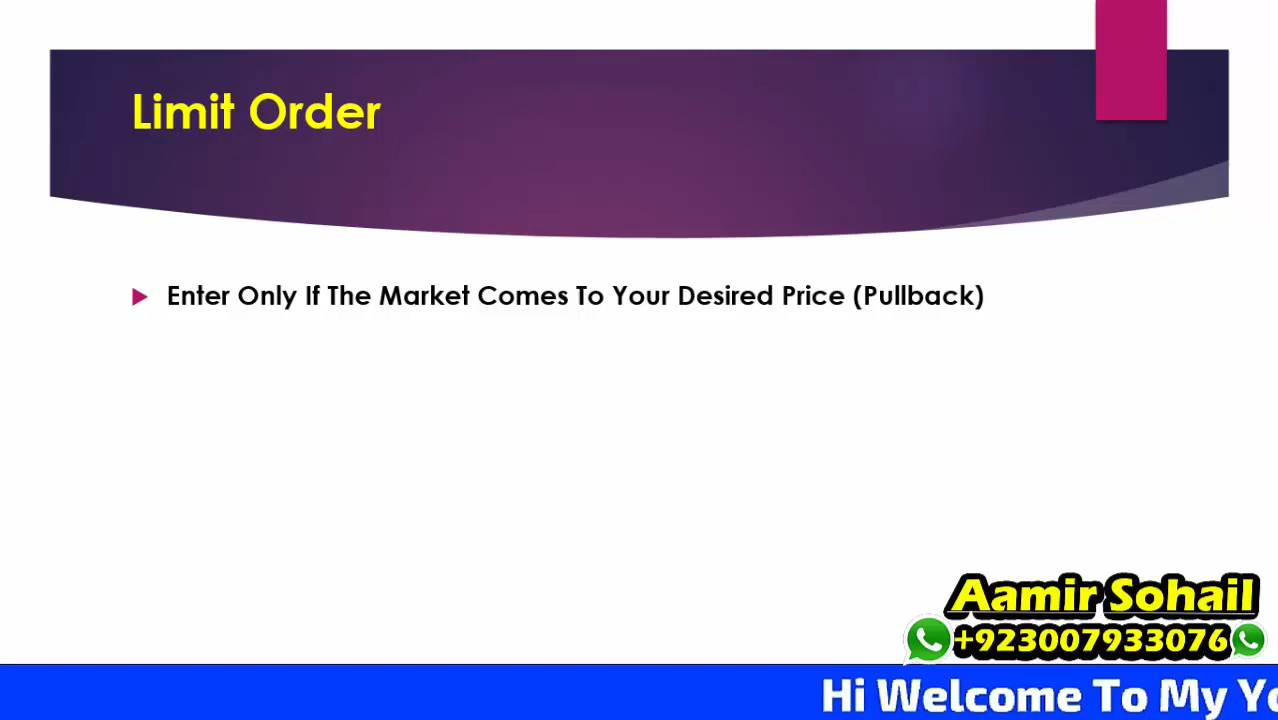 Limit Order
Enter Only If The Market Comes To Your Desired Price (Pullback)
Aamir Sohail
+923007933076
Hi Welcome To My